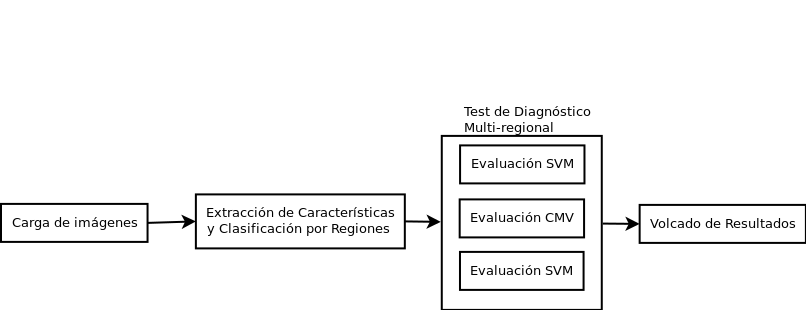 Test de Diagnóstico
Multi-regional
Evaluación SVM
Carga de imágenes
Extracción de Características
y Clasificación por Regiones
Evaluación CMV
Volcado de Resultados
Evaluación SVM